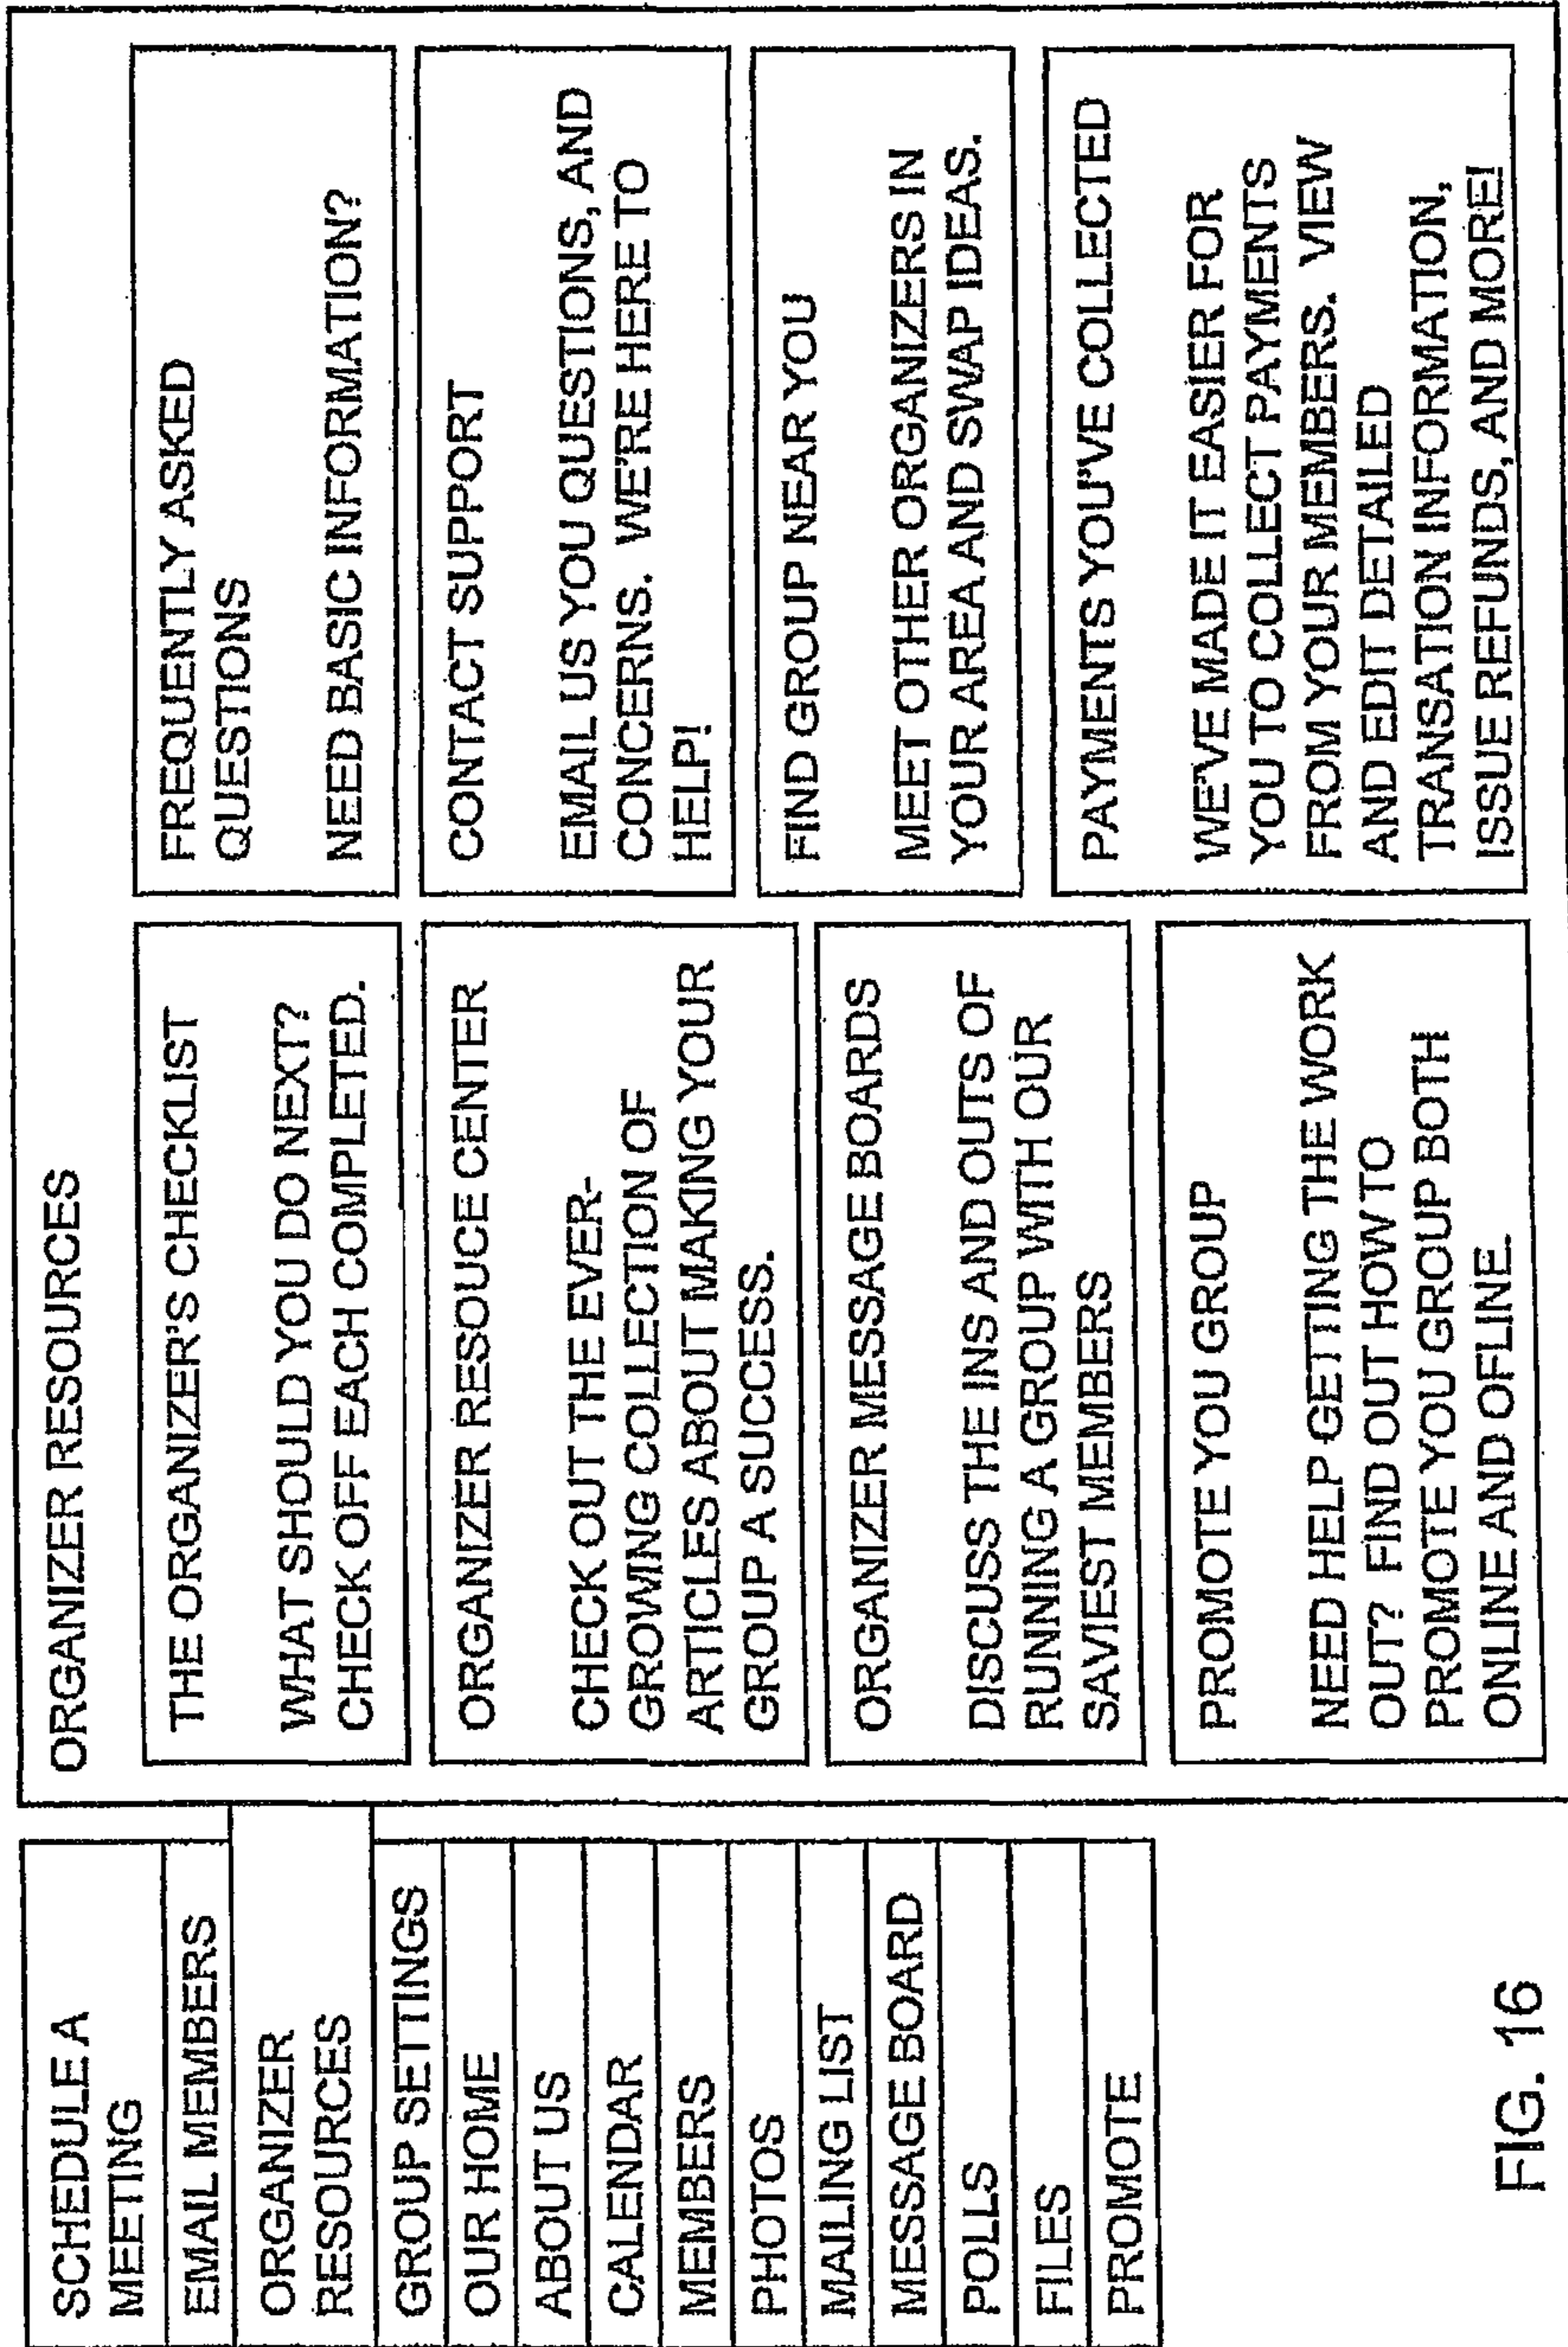 SCHEDULE A
MEETING
EMAIL MEMBERS
ORGANIZER
RESOURCES
GROUP SETTINGS
OUR HOME
ABOUT US
CALENDAR
MEMBERS
PHOTOS
MAILING LIST
MESSAGE BOARD
POLLS
FILES
PROMOTE
ORGANIZER RESOURCES
THE ORGANIZER'S CHECKLIST
WHAT SHOULD YOU DO NEXT?
CHECK OFF EACH COMPLETED.
ORGANIZER RESOUCE CENTER
CHECK OUT THE EVER-
GROWING COLLECTION OF
ARTICLES ABOUT MAKING YOUR
GROUP A SUCCESS.
ORGANIZER MESSAGE BOARDS
DISCUSS THE INS AND OUTS OF
RUNNING A GROUP WITH OUR
SAVIEST MEMBERS
PROMOTE YOU GROUP
NEED HELP GETTING THE WORK
OUT? FIND OUT HOW TO
PROMOTE YOU GROUP BOTH
ONLINE AND OFLINE.
FREQUENTLY ASKED
QUESTIONS
NEED BASIC INFORMATION?
CONTACT SUPPORT
EMAIL US YOU QUESTIONS, AND
CONCERNS. WE'RE HERE TO
HELP!
FIND GROUP NEAR YOU
MEET OTHER ORGANIZERS IN
YOUR AREA AND SWAP IDEAS.
PAYMENTS YOU'VE COLLECTED
WE'VE MADE IT EASIER FOR
YOU TO COLLECT PAYMENTS
FROM YOUR MEMBERS. VIEW
AND EDIT DETAILED
TRANSATION INFORMATION,
ISSUE REFUNDS, AND MORE!
FIG. 16